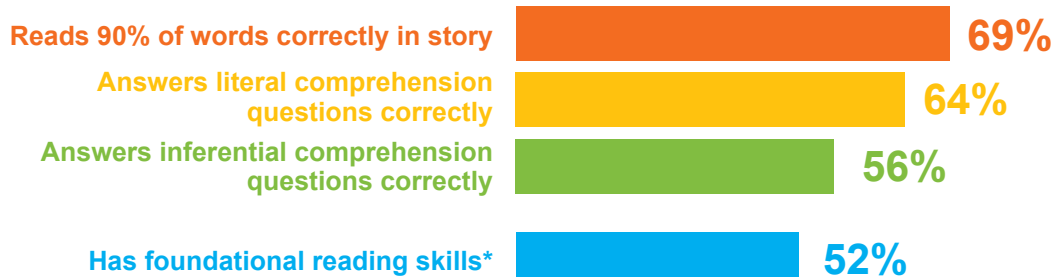 Reads 90% of words correctly in story 69%
Answers literal comprehension
questions correctly 64%
Answers inferential comprehension
questions correctly 56%
Has foundational reading skills* 52%